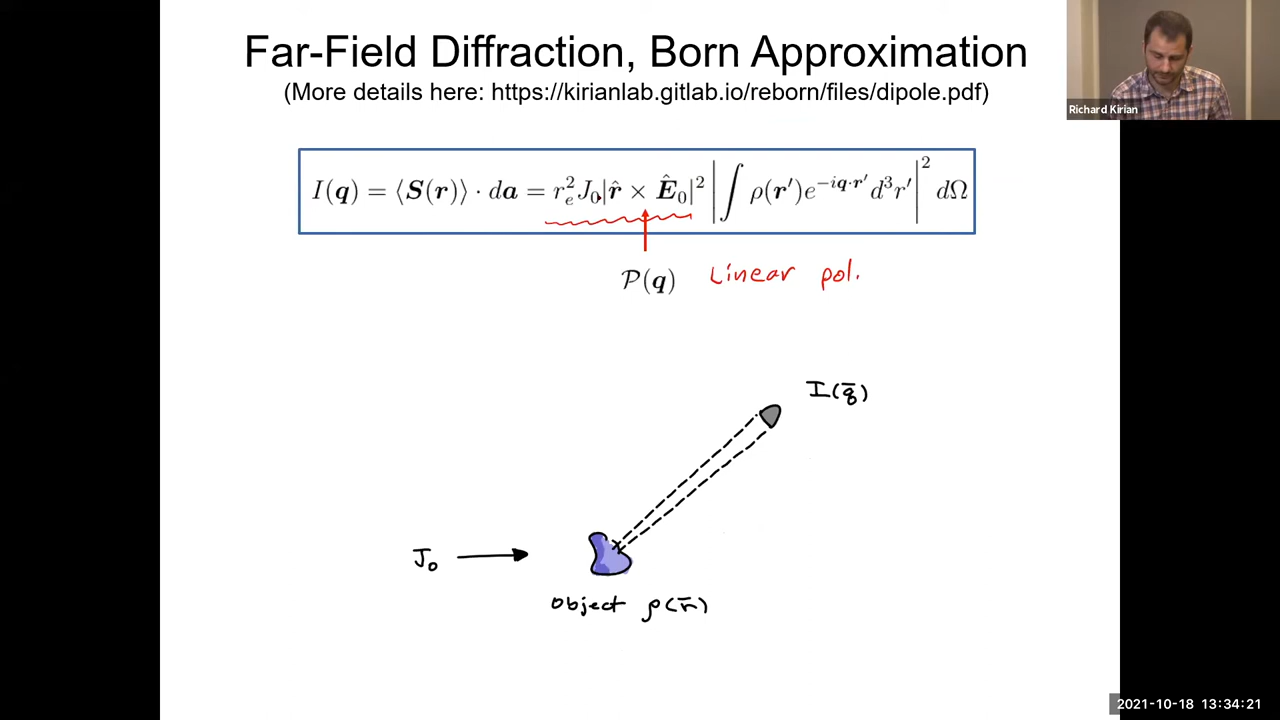 Far-Field Diffraction, Born Approximation
(More details here: https://kirianlab.gitlab.io/reborn/files/dipole.pdf)
Richard Kirian
I(q) = ⟨S(r)⟩ · da = r_e^2 J_0 |r̂ × Ê_0|^2 |∫ ρ(r′)e^{−iq·r′} d^3r′|^2 dΩ
P(q) Linear pol.
I(q̄)
J_0
Object ρ(r̄)
2021-10-18 13:34:21